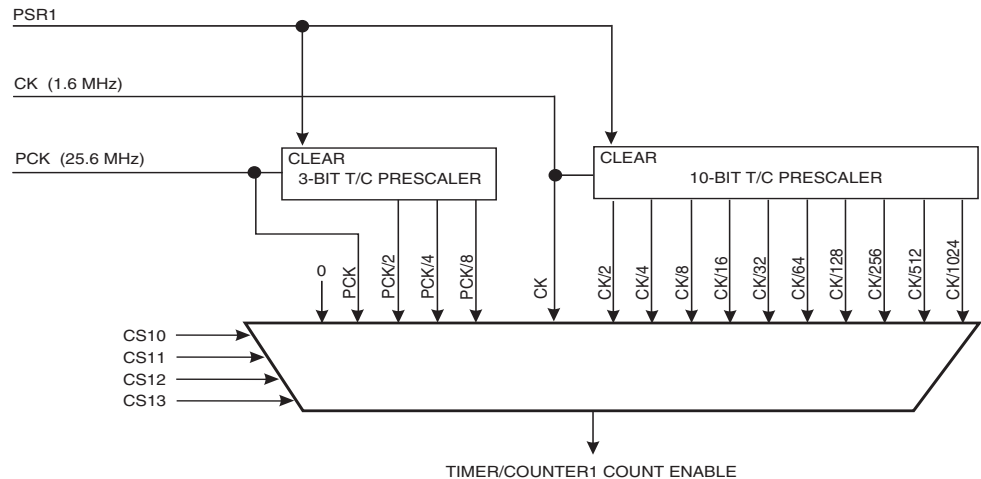 PSR1
CK (1.6 MHz)
PCK (25.6 MHz)
CLEAR
3-BIT T/C PRESCALER
CLEAR
10-BIT T/C PRESCALER
0
PCK
PCK/2
PCK/4
PCK/8
CK
CK/2
CK/4
CK/8
CK/16
CK/32
CK/64
CK/128
CK/256
CK/512
CK/1024
CS10
CS11
CS12
CS13
TIMER/COUNTER1 COUNT ENABLE